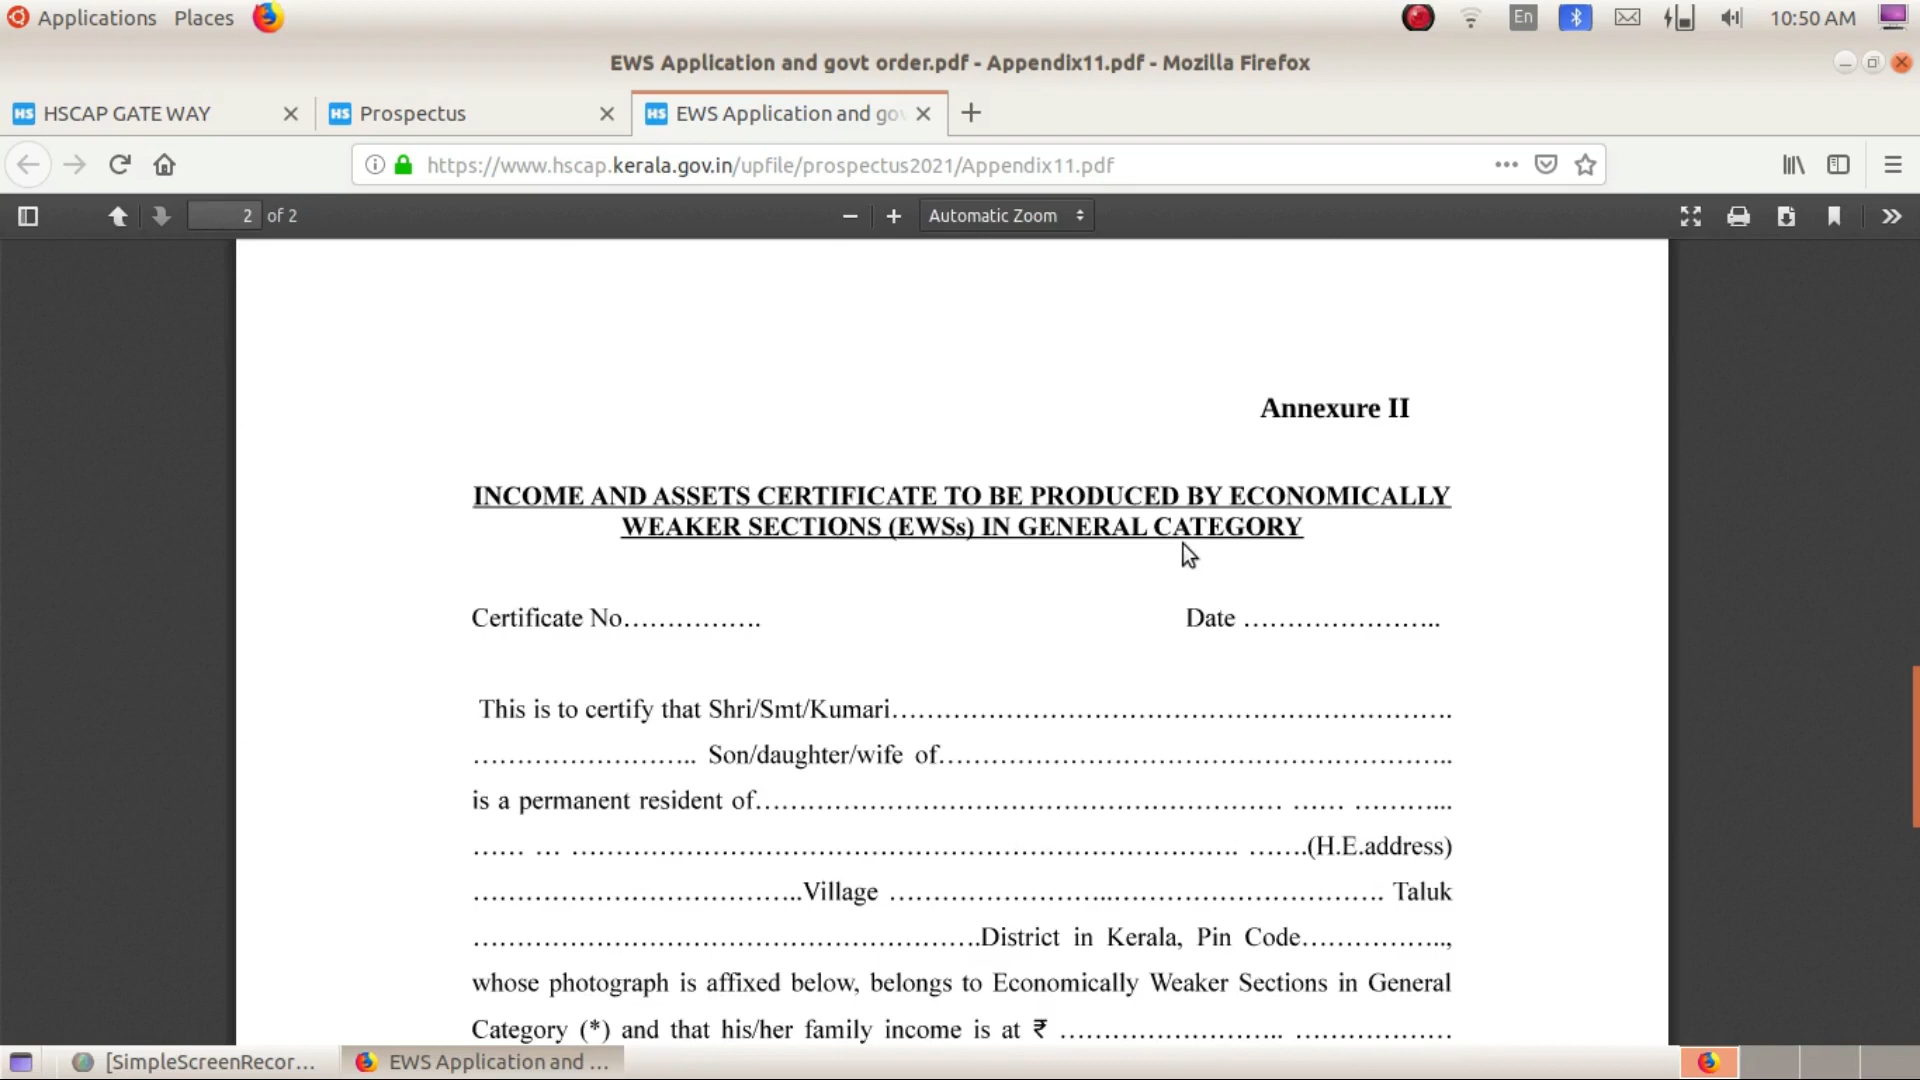 Applications Places En 10:50 AM
EWS Application and govt order.pdf - Appendix11.pdf - Mozilla Firefox
HS HSCAP GATE WAY HS Prospectus HS EWS Application and gov
https://www.hscap.kerala.gov.in/upfile/prospectus2021/Appendix11.pdf
2 of 2 Automatic Zoom
Annexure II
INCOME AND ASSETS CERTIFICATE TO BE PRODUCED BY ECONOMICALLY
WEAKER SECTIONS (EWSs) IN GENERAL CATEGORY
Certificate No……………. Date …………………..
This is to certify that Shri/Smt/Kumari……………………………………………………….
…………………….. Son/daughter/wife of…………………………………………………..
is a permanent resident of…………………………………………………… …… ………...
…… … …………………………………………………………………. …….(H.E.address)
………………………………..Village ……………………...…………………………. Taluk
………………………………………………….District in Kerala, Pin Code……………..,
whose photograph is affixed below, belongs to Economically Weaker Sections in General
Category (*) and that his/her family income is at ₹ …………………….. ………………
[SimpleScreenRecor... EWS Application and ...